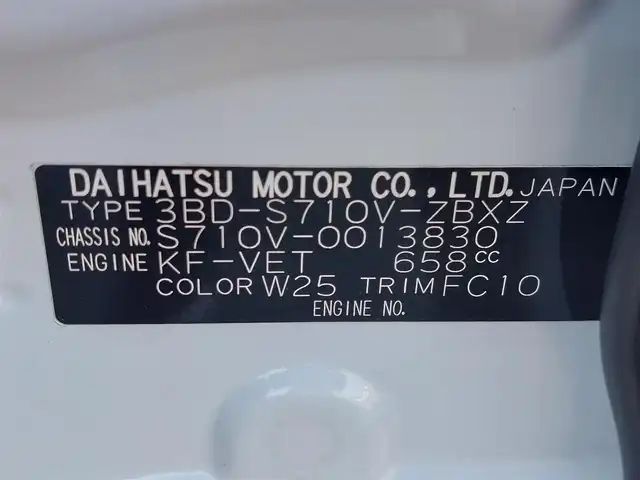 DAIHATSU MOTOR CO., LTD. JAPAN
TYPE 3BD-S710V-ZBXZ
CHASSIS NO. S710V-0013830
ENGINE KF-VET 658cc
COLOR W25 TRIM FC10
ENGINE NO.